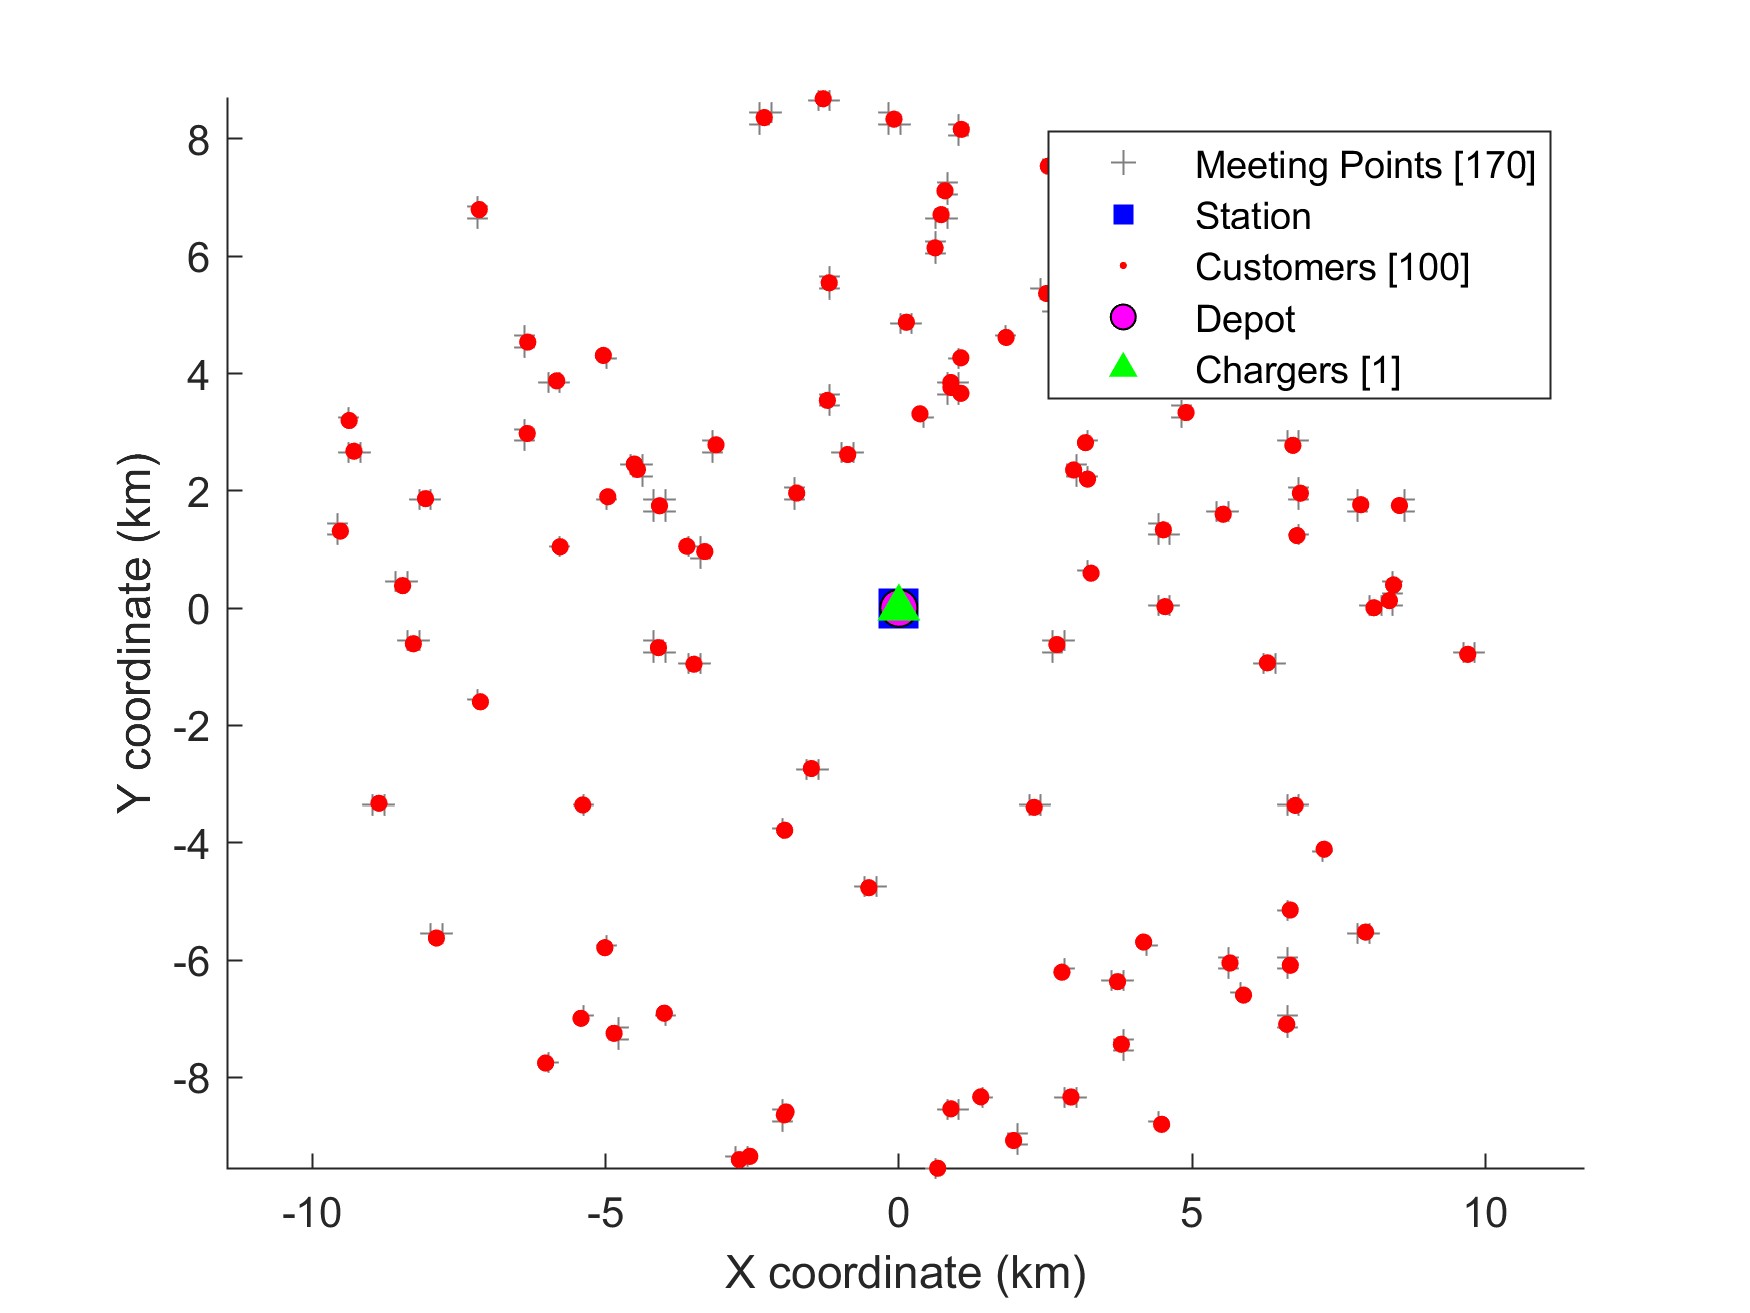 8
6
4
2
0
-2
-4
-6
-8
Y coordinate (km)
Meeting Points [170]
Station
Customers [100]
Depot
Chargers [1]
-10 -5 0 5 10
X coordinate (km)